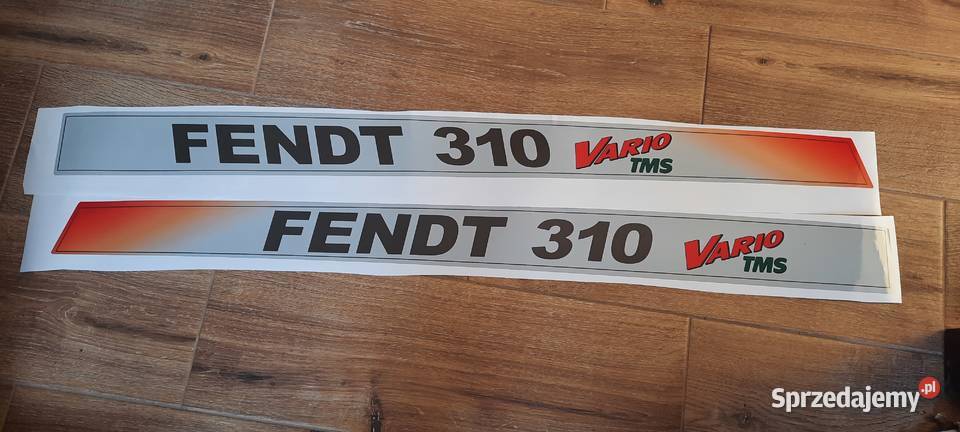 FENDT 310 VARIO TMS
FENDT 310 VARIO TMS
Sprzedajemy.pl